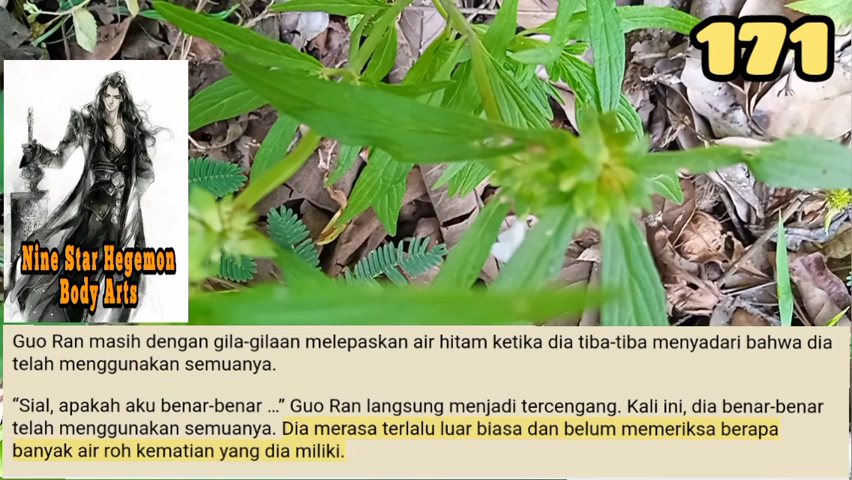 171
Nine Star Hegemon
Body Arts
Guo Ran masih dengan gila-gilaan melepaskan air hitam ketika dia tiba-tiba menyadari bahwa dia
telah menggunakan semuanya.
“Sial, apakah aku benar-benar ...” Guo Ran langsung menjadi tercengang. Kali ini, dia benar-benar
telah menggunakan semuanya. Dia merasa terlalu luar biasa dan belum memeriksa berapa
banyak air roh kematian yang dia miliki.